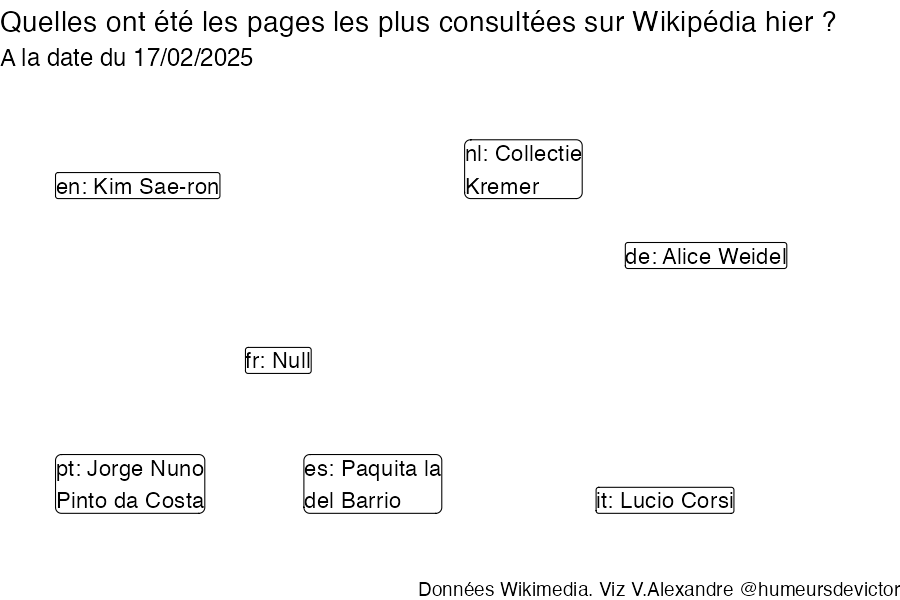 Quelles ont été les pages les plus consultées sur Wikipédia hier ?
A la date du 17/02/2025
nl: Collectie
Kremer
en: Kim Sae-ron
de: Alice Weidel
fr: Null
pt: Jorge Nuno
Pinto da Costa
es: Paquita la
del Barrio
it: Lucio Corsi
Données Wikimedia. Viz V.Alexandre @humeursdevictor